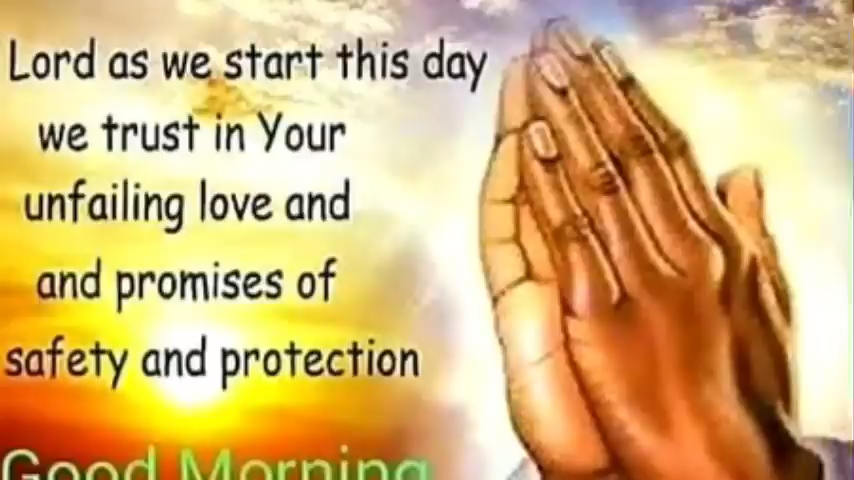 Lord as we start this day
we trust in Your
unfailing love and
and promises of
safety and protection
Good Morning